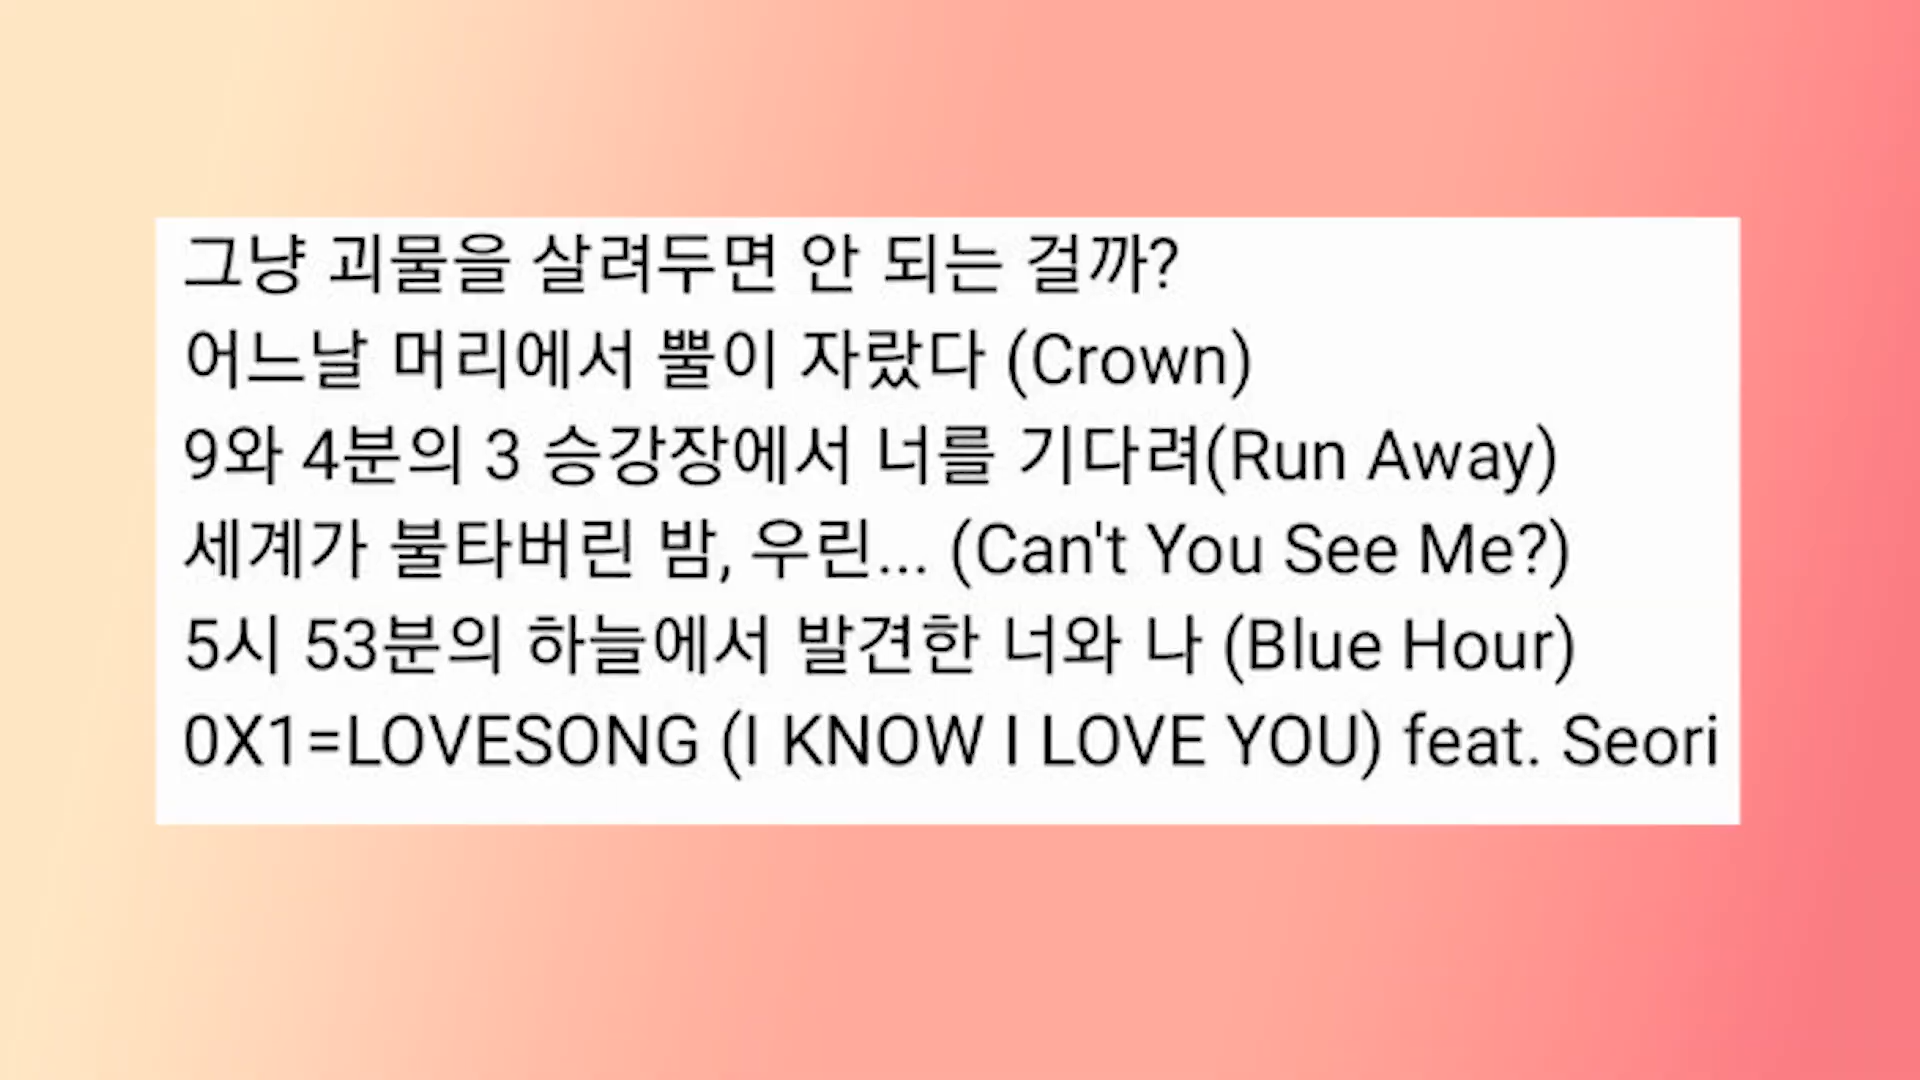 그냥 괴물을 살려두면 안 되는 걸까?
어느날 머리에서 뿔이 자랐다 (Crown)
9와 4분의 3 승강장에서 너를 기다려(Run Away)
세계가 불타버린 밤, 우린... (Can't You See Me?)
5시 53분의 하늘에서 발견한 너와 나 (Blue Hour)
0X1=LOVESONG (I KNOW I LOVE YOU) feat. Seori